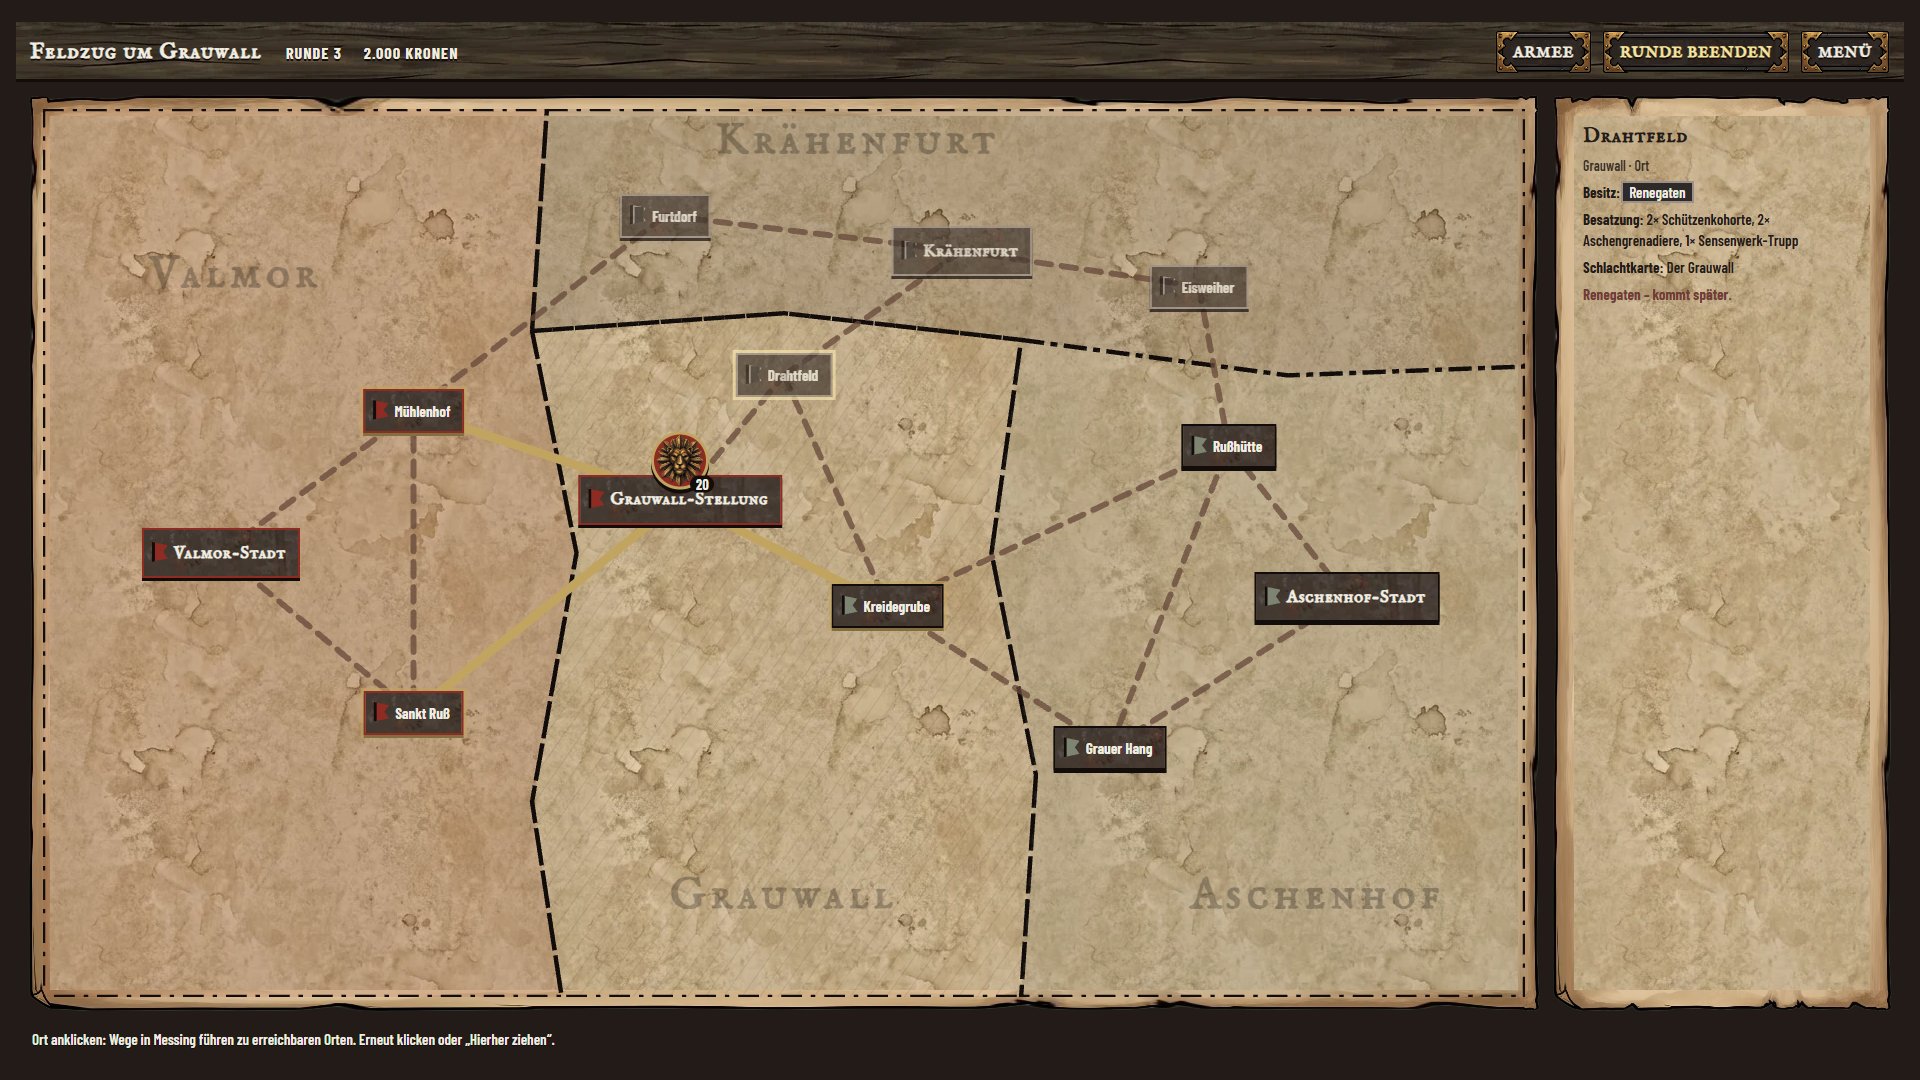 Feldzug um Grauwall
RUNDE 3
2.000 KRONEN
ARMEE
RUNDE BEENDEN
MENÜ
Krähenfurt
Valmor
Furtdorf
Krähenfurt
Eisweiher
Drahtfeld
Mühlenhof
20
Grauwall-Stellung
Rußhütte
Valmor-Stadt
Kreidegrube
Aschenhof-Stadt
Sankt Ruß
Grauer Hang
Grauwall
Aschenhof
Drahtfeld
Grauwall · Ort
Besitz: Renegaten
Besatzung: 2× Schützenkohorte, 2×
Aschengrenadiere, 1× Sensenwerk-Trupp
Schlachtkarte: Der Grauwall
Renegaten – kommt später.
Ort anklicken: Wege in Messing führen zu erreichbaren Orten. Erneut klicken oder „Hierher ziehen“.